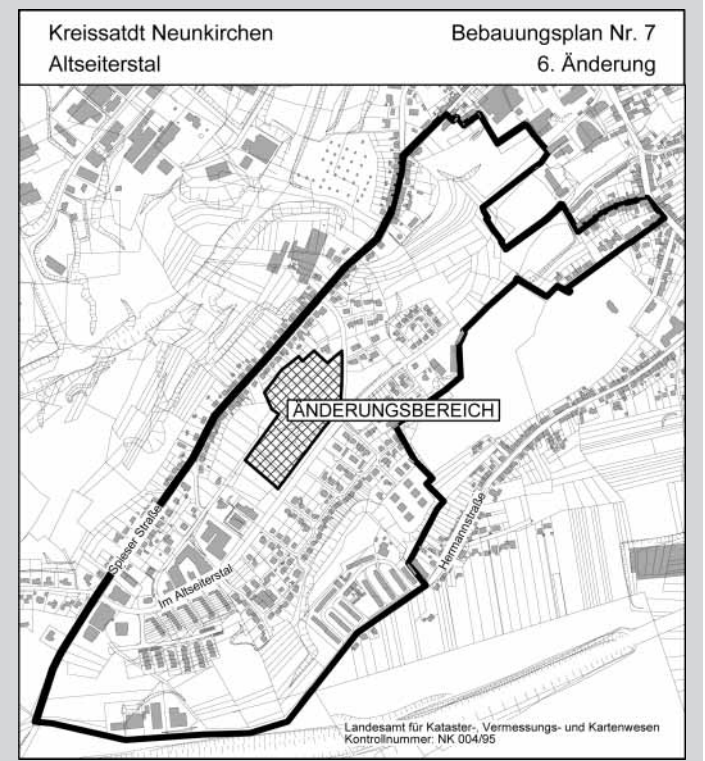 Kreissatdt Neunkirchen
Altseiterstal
Bebauungsplan Nr. 7
6. Änderung
ÄNDERUNGSBEREICH
Spieser Straße
Hermannstraße
Im Altseiterstal
Landesamt für Kataster-, Vermessungs- und Kartenwesen
Kontrollnummer: NK 004/95